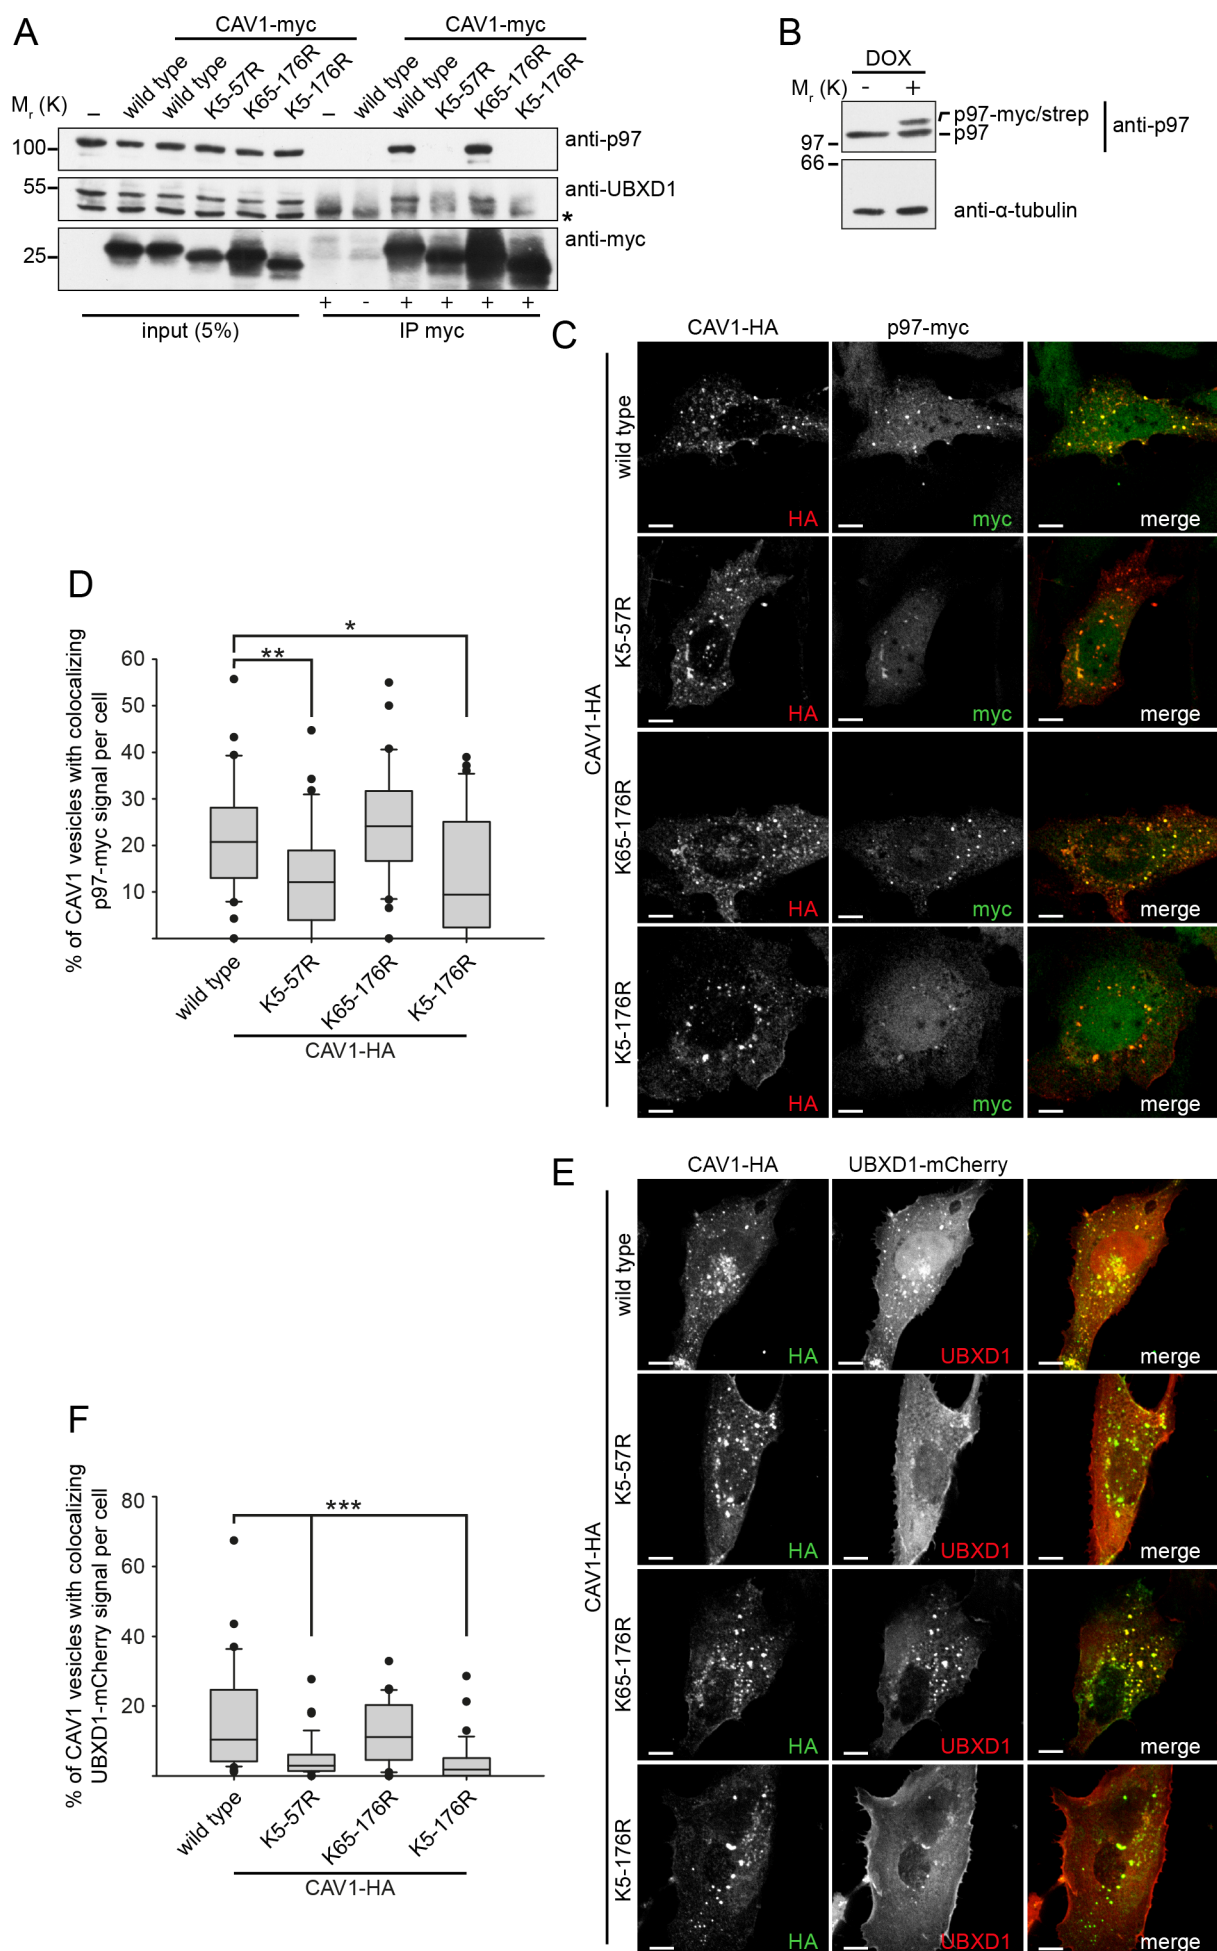 A
CAV1-myc
CAV1-myc
Mr (K)
–
wild type
wild type
K5-57R
K65-176R
K5-176R
–
wild type
wild type
K5-57R
K65-176R
K5-176R
100
anti-p97
55
anti-UBXD1
*
25
anti-myc
+ - + + + +
input (5%)
IP myc
B
DOX
Mr (K) - +
p97-myc/strep
p97
anti-p97
97
66
anti-α-tubulin
C
CAV1-HA p97-myc
CAV1-HA
wild type
HA myc merge
K5-57R
HA myc merge
K65-176R
HA myc merge
K5-176R
HA myc merge
D
% of CAV1 vesicles with colocalizing
p97-myc signal per cell
60
50
40
30
20
10
*
**
wild type
K5-57R
K65-176R
K5-176R
CAV1-HA
E
CAV1-HA UBXD1-mCherry
CAV1-HA
wild type
HA UBXD1 merge
K5-57R
HA UBXD1 merge
K65-176R
HA UBXD1 merge
K5-176R
HA UBXD1 merge
F
% of CAV1 vesicles with colocalizing
UBXD1-mCherry signal per cell
80
60
40
20
***
wild type
K5-57R
K65-176R
K5-176R
CAV1-HA